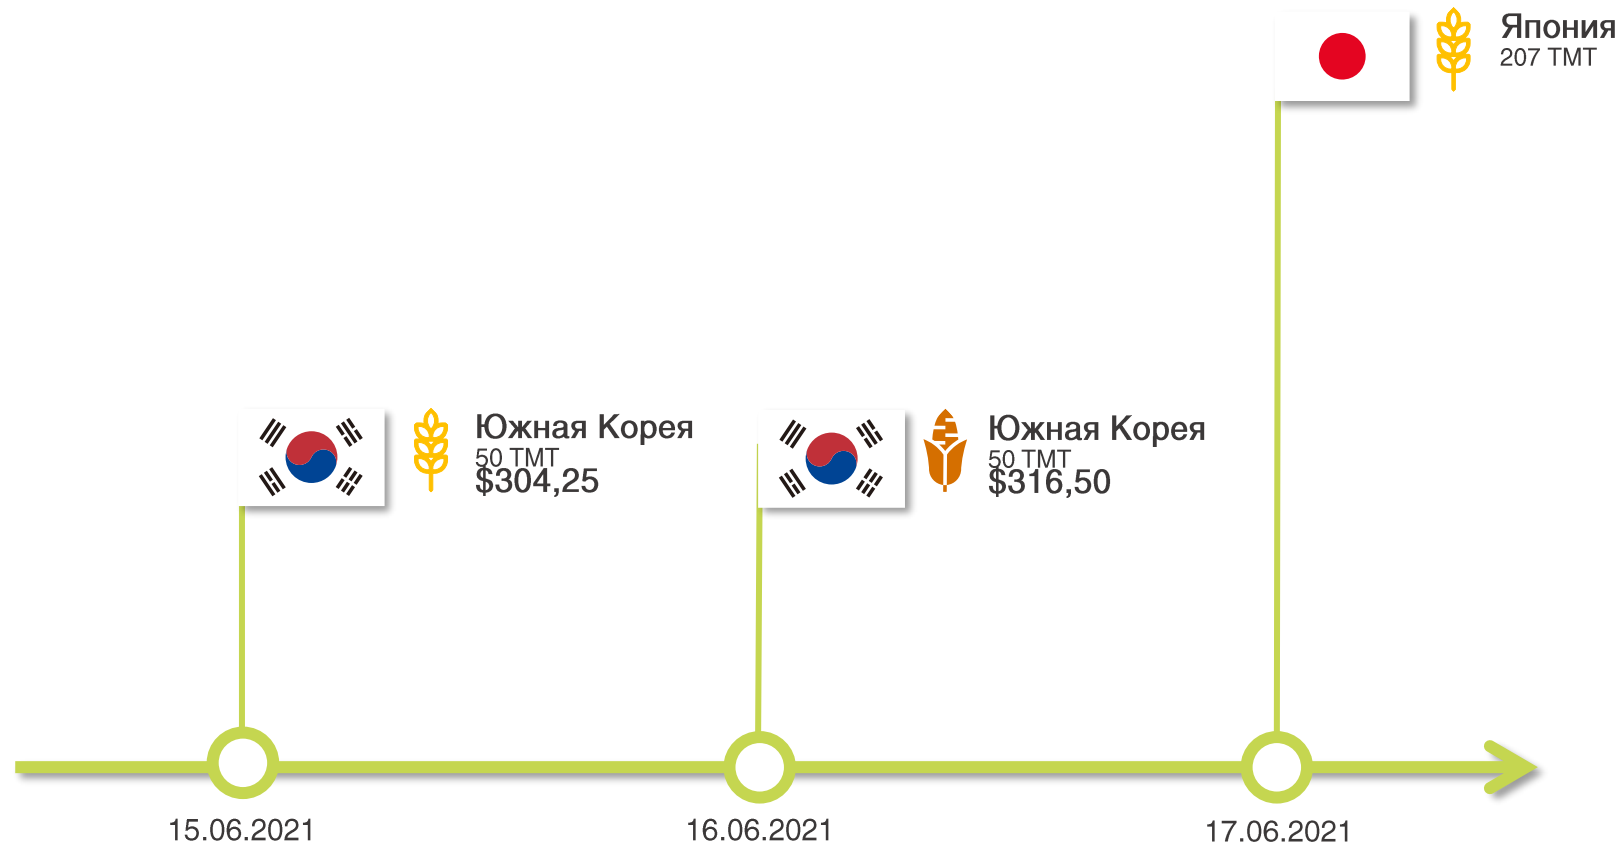 Япония
207 ТМТ
Южная Корея
50 ТМТ
$304,25
Южная Корея
50 ТМТ
$316,50
15.06.2021
16.06.2021
17.06.2021